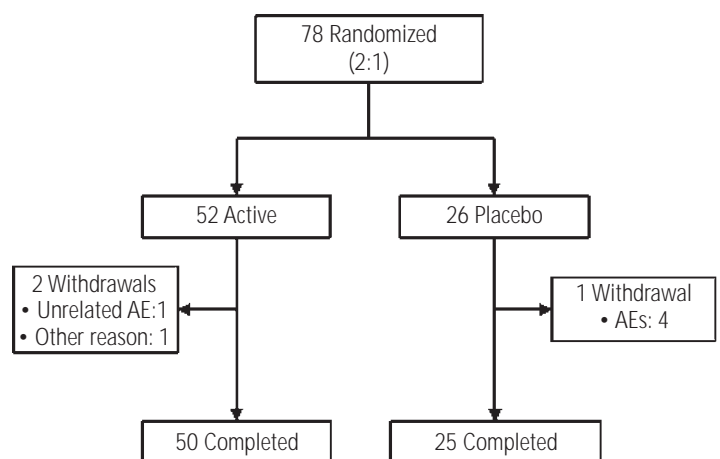 78 Randomized
(2:1)
52 Active
26 Placebo
2 Withdrawals
• Unrelated AE:1
• Other reason: 1
1 Withdrawal
• AEs: 4
50 Completed
25 Completed